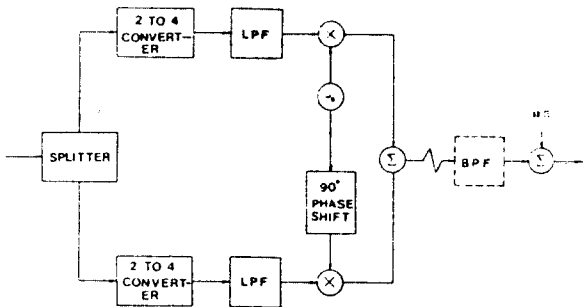 2 TO 4
CONVERT-
ER
LPF
×
SPLITTER
Σ
BPF
Σ
90°
PHASE
SHIFT
2 TO 4
CONVERT-
ER
LPF
×